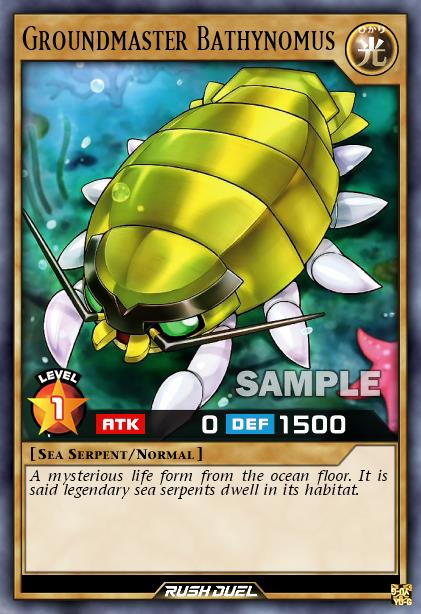 GROUNDMASTER BATHYNOMUS
ひかり
光
SAMPLE
LEVEL
1
ATK 0 DEF 1500
[SEA SERPENT/NORMAL]
A mysterious life form from the ocean floor. It is
said legendary sea serpents dwell in its habitat.
RUSH DUEL